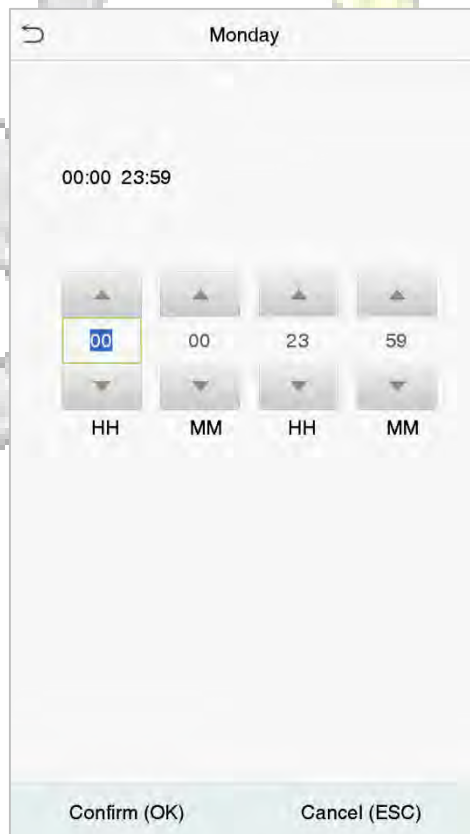 Monday
00:00 23:59
00 00 23 59
HH MM HH MM
Confirm (OK) Cancel (ESC)